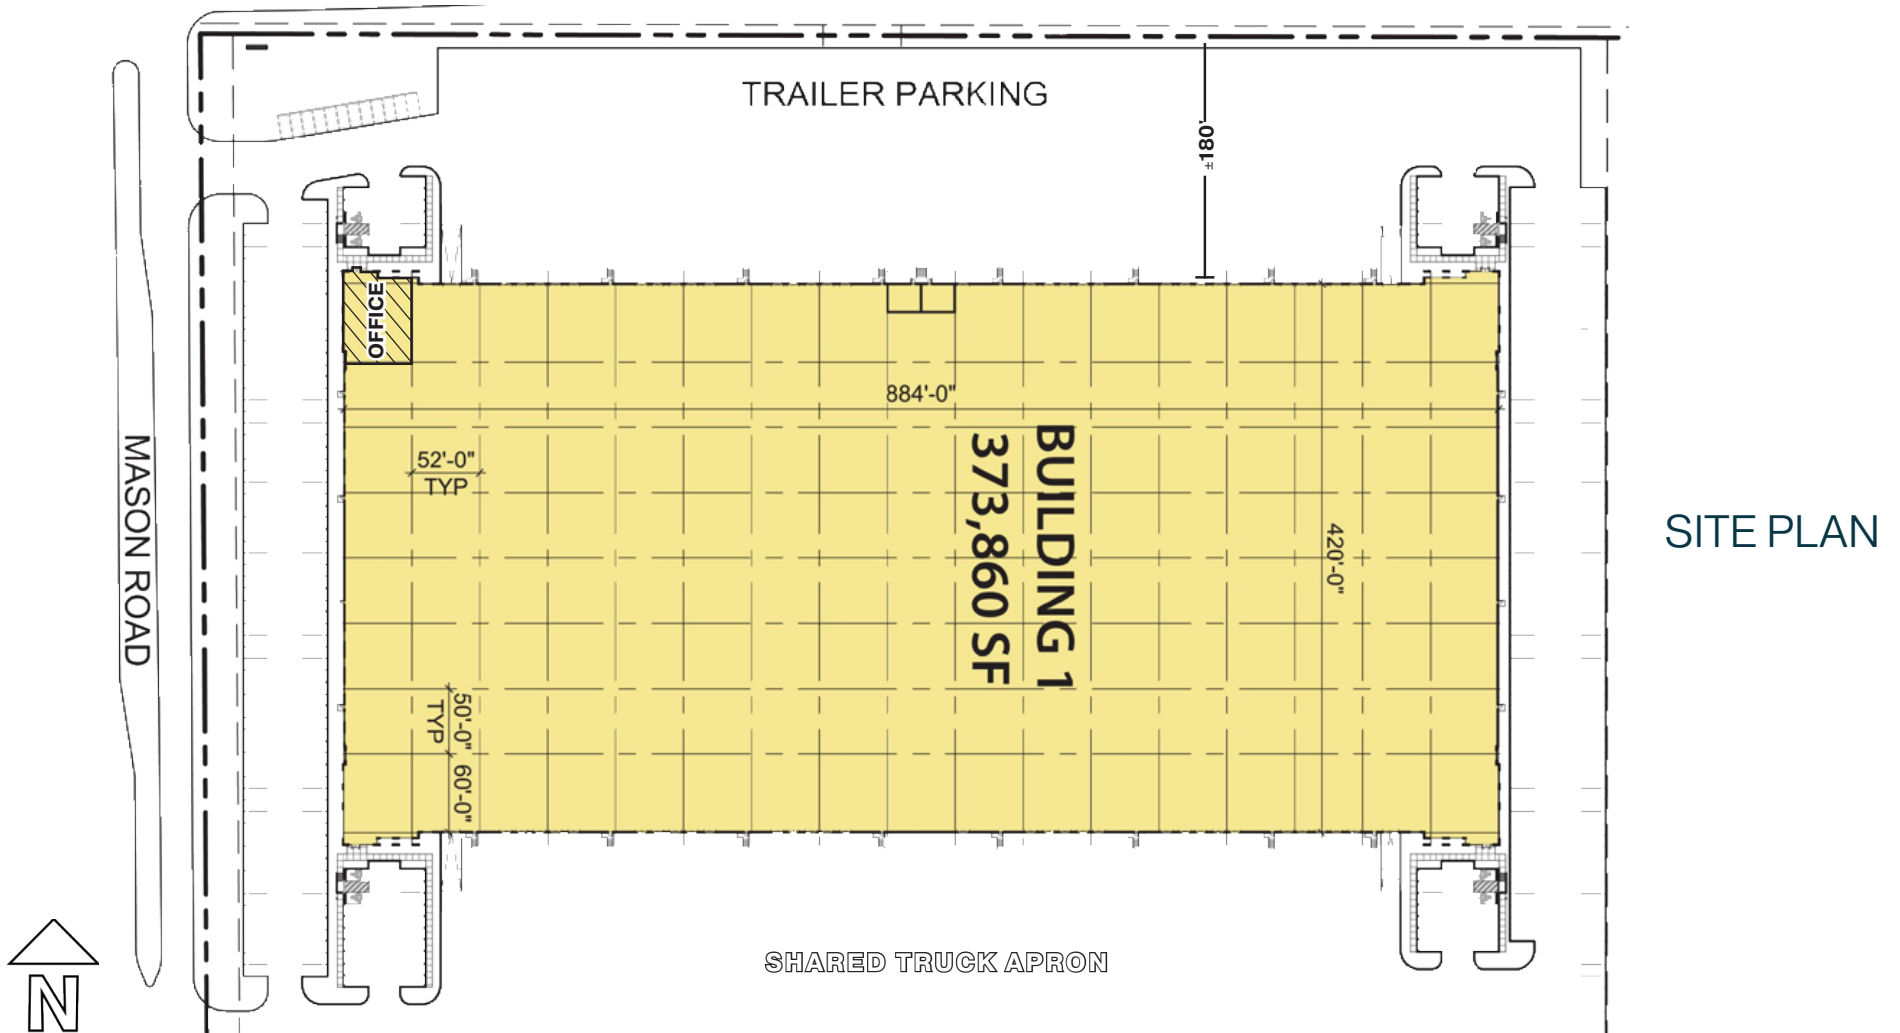 TRAILER PARKING
±180'
OFFICE
884'-0"
52'-0"
TYP
BUILDING 1
373,860 SF
420'-0"
SITE PLAN
MASON ROAD
50'-0"
TYP
60'-0"
SHARED TRUCK APRON
N